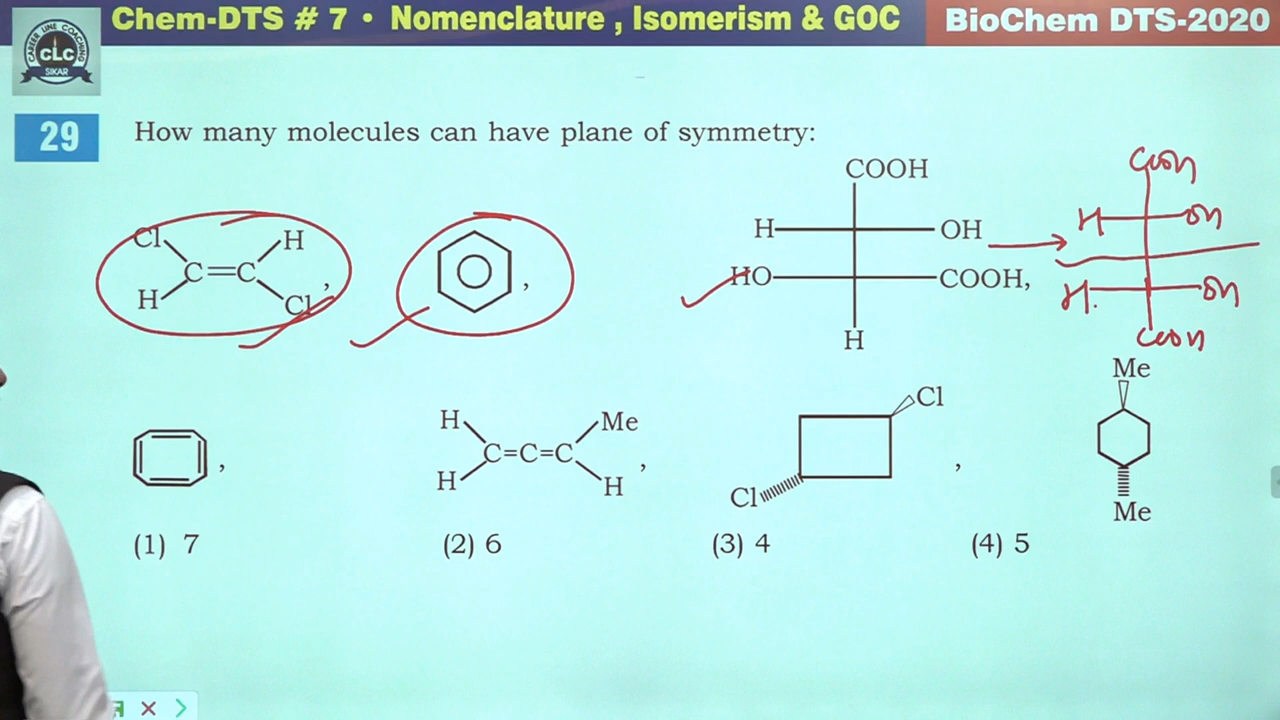 Chem-DTS # 7 • Nomenclature , Isomerism & GOC
BioChem DTS-2020
CAREER LINE COACHING
CLC
SIKAR
29
How many molecules can have plane of symmetry:
COOH
H OH
HO COOH,
H
COOH
H OH
H. OH
COOH
Cl H
C=C
H Cl ,
,
,
H Me
C=C=C
H H ,
Cl
Cl
,
Me
Me
(1) 7
(2) 6
(3) 4
(4) 5